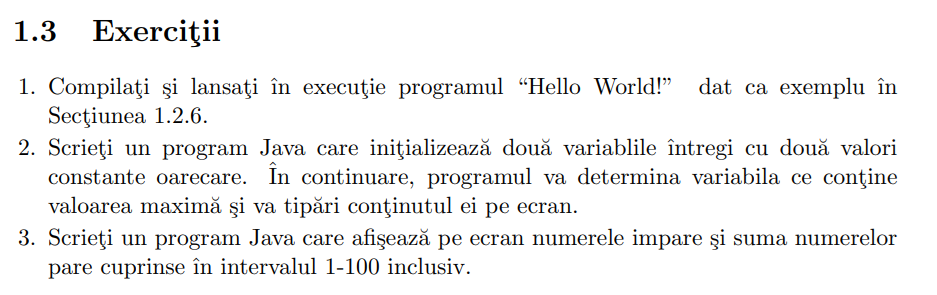 1.3 Exerciţii
1. Compilaţi şi lansaţi în execuţie programul “Hello World!” dat ca exemplu în
Secţiunea 1.2.6.
2. Scrieţi un program Java care iniţializează două variablile întregi cu două valori
constante oarecare. În continuare, programul va determina variabila ce conţine
valoarea maximă şi va tipări conţinutul ei pe ecran.
3. Scrieţi un program Java care afişează pe ecran numerele impare şi suma numerelor
pare cuprinse în intervalul 1-100 inclusiv.